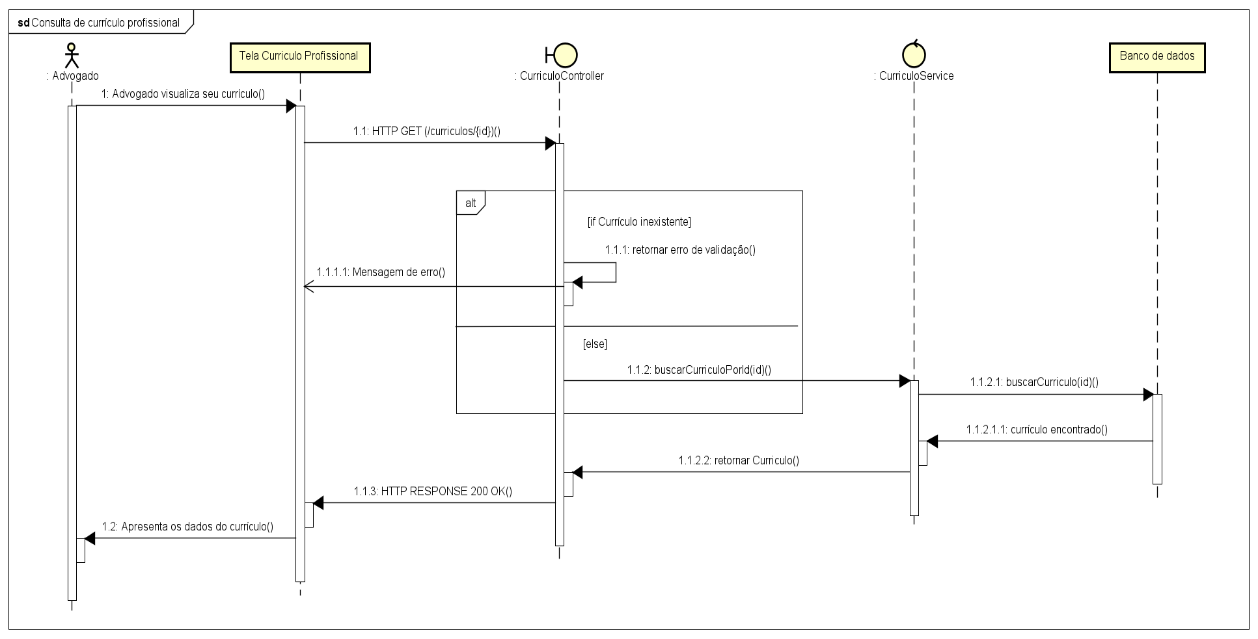 sd Consulta de currículo profissional
: Advogado
Tela Curriculo Profissional
: CurriculoController
: CurriculoService
Banco de dados
1: Advogado visualiza seu currículo()
1.1: HTTP GET (/curriculos/{id})()
alt
[if Currículo inexistente]
1.1.1: retornar erro de validação()
1.1.1.1: Mensagem de erro()
[else]
1.1.2: buscarCurriculoPorId(id)()
1.1.2.1: buscarCurriculo(id)()
1.1.2.1.1: currículo encontrado()
1.1.2.2: retornar Curriculo()
1.1.3: HTTP RESPONSE 200 OK()
1.2: Apresenta os dados do currículo()